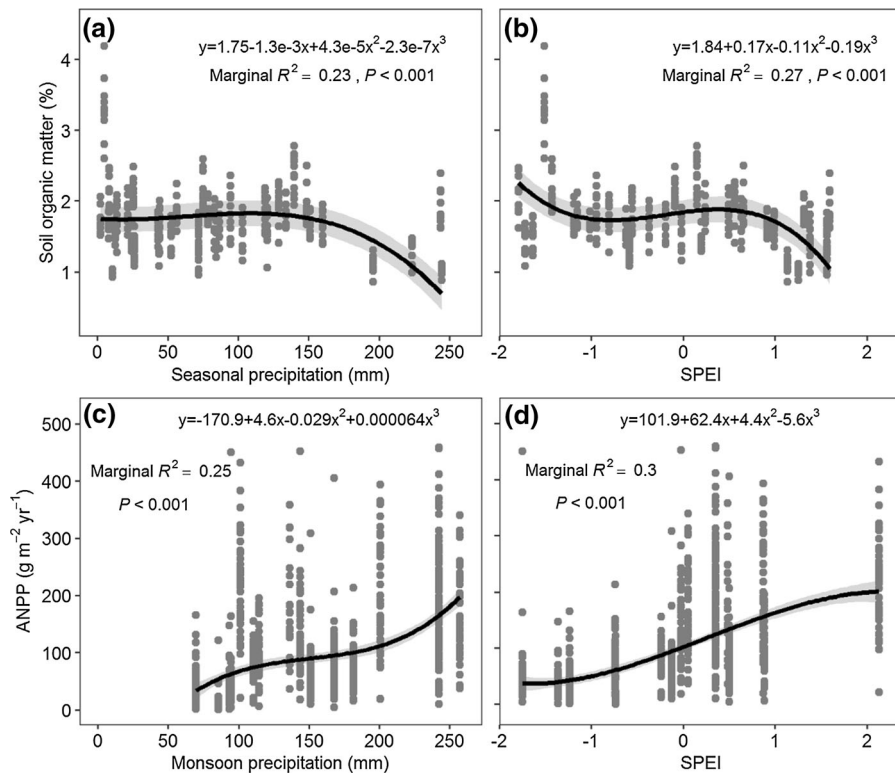 (a)
y=1.75-1.3e-3x+4.3e-5x²-2.3e-7x³
Marginal R² = 0.23 , P < 0.001
Soil organic matter (%)
4
3
2
1
0 50 100 150 200 250
Seasonal precipitation (mm)
(b)
y=1.84+0.17x-0.11x²-0.19x³
Marginal R² = 0.27 , P < 0.001
-2 -1 0 1 2
SPEI
(c)
y=-170.9+4.6x-0.029x²+0.000064x³
Marginal R² = 0.25
P < 0.001
ANPP (g m⁻² yr⁻¹)
500
400
300
200
100
0
0 50 100 150 200 250
Monsoon precipitation (mm)
(d)
y=101.9+62.4x+4.4x²-5.6x³
Marginal R² = 0.3
P < 0.001
-2 -1 0 1 2
SPEI